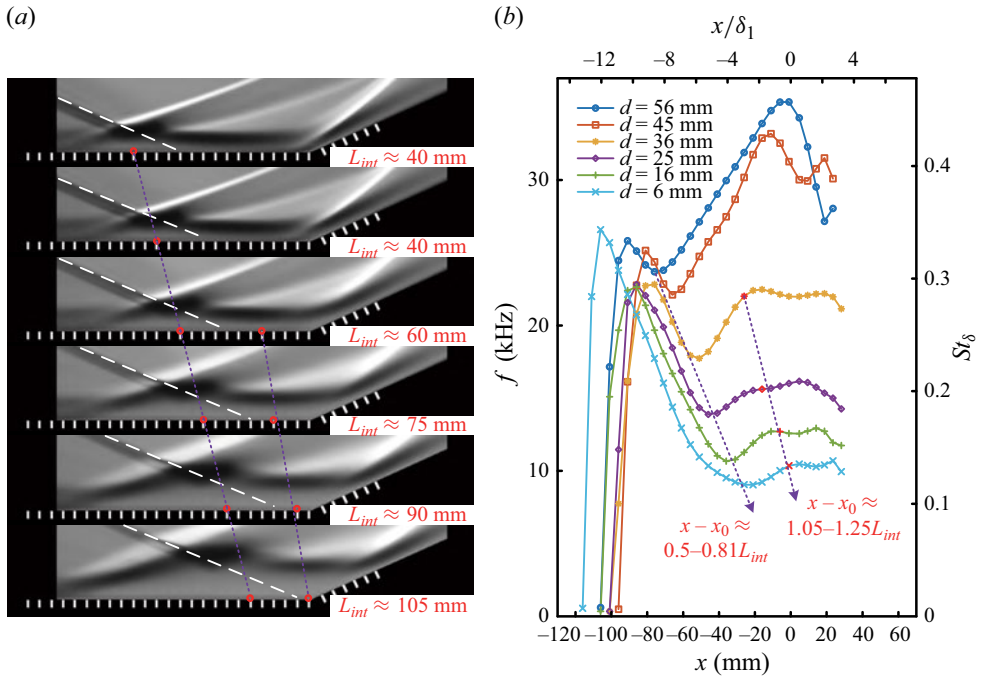 (a)
L_int ≈ 40 mm
L_int ≈ 40 mm
L_int ≈ 60 mm
L_int ≈ 75 mm
L_int ≈ 90 mm
L_int ≈ 105 mm
(b)
x/δ₁
–12 –8 –4 0 4
d = 56 mm
d = 45 mm
d = 36 mm
d = 25 mm
d = 16 mm
d = 6 mm
30
20
10
0
f (kHz)
0.4
0.3
0.2
0.1
0
St_δ
x – x₀ ≈
0.5–0.81L_int
x – x₀ ≈
1.05–1.25L_int
–120 –100 –80 –60 –40 –20 0 20 40 60
x (mm)